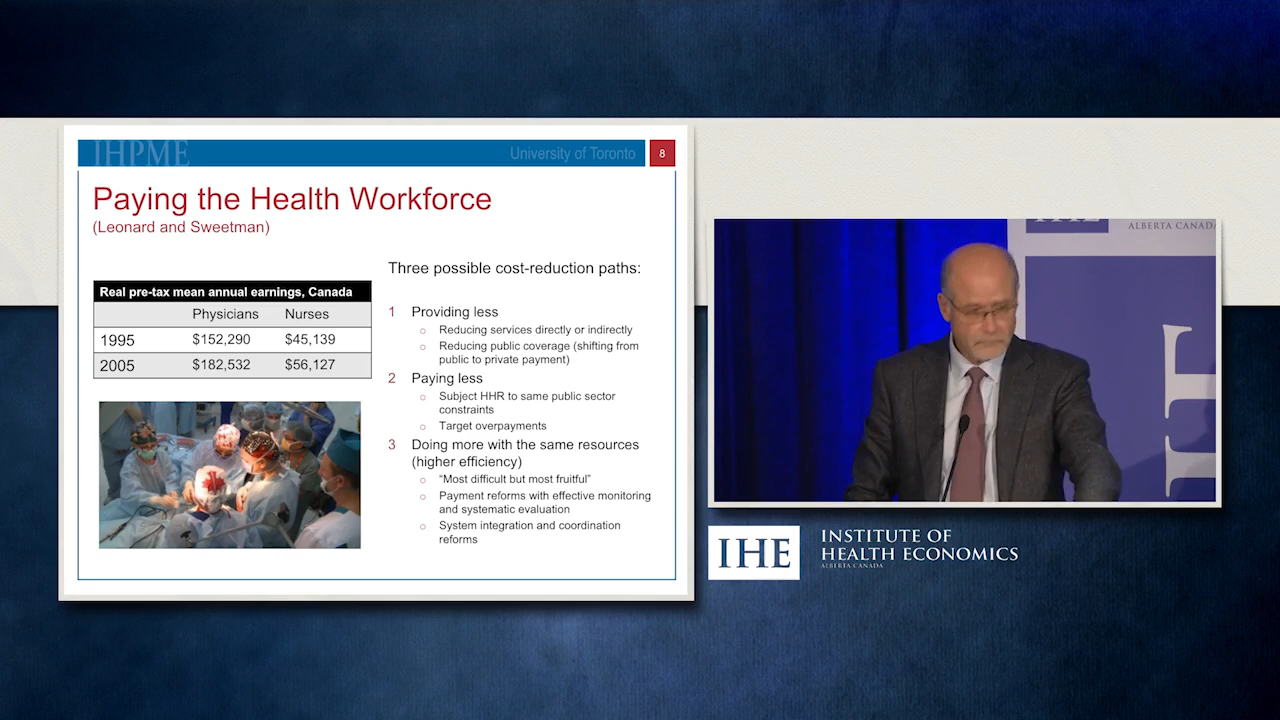 IHPME
University of Toronto
8
Paying the Health Workforce
(Leonard and Sweetman)
Real pre-tax mean annual earnings, Canada
Physicians Nurses
1995 $152,290 $45,139
2005 $182,532 $56,127
Three possible cost-reduction paths:
1 Providing less
○ Reducing services directly or indirectly
○ Reducing public coverage (shifting from
public to private payment)
2 Paying less
○ Subject HHR to same public sector
constraints
○ Target overpayments
3 Doing more with the same resources
(higher efficiency)
○ “Most difficult but most fruitful”
○ Payment reforms with effective monitoring
and systematic evaluation
○ System integration and coordination
reforms
IHE
ALBERTA CANADA
I
IHE
INSTITUTE OF
HEALTH ECONOMICS
ALBERTA CANADA